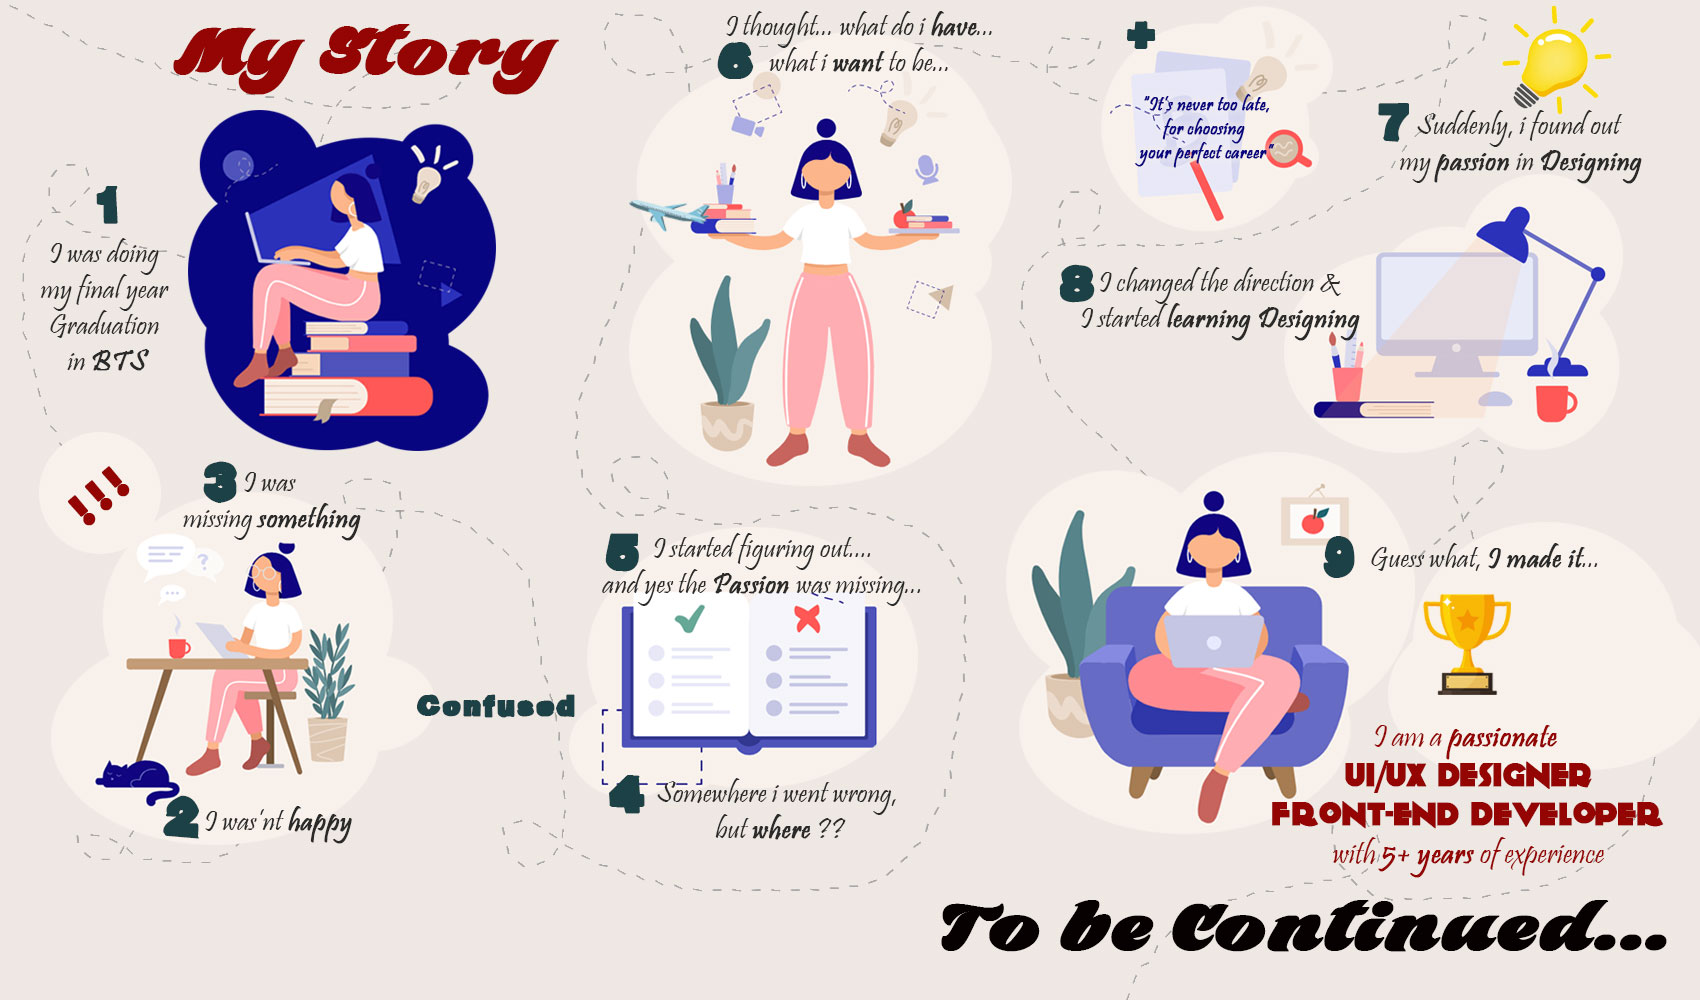 My Story
1
I was doing
my final year
Graduation
in BTS
2 I was'nt happy
!!!
3 I was
missing something
?
Confused
4 Somewhere i went wrong,
but where ??
5 I started figuring out....
and yes the Passion was missing...
I thought... what do i have...
6 what i want to be...
+
"It's never too late,
for choosing
your perfect career"
7 Suddenly, i found out
my passion in Designing
8 I changed the direction &
I started learning Designing
9 Guess what, I made it...
I am a passionate
UI/UX DESIGNER
FRONT-END DEVELOPER
with 5+ years of experience
To be Continued...